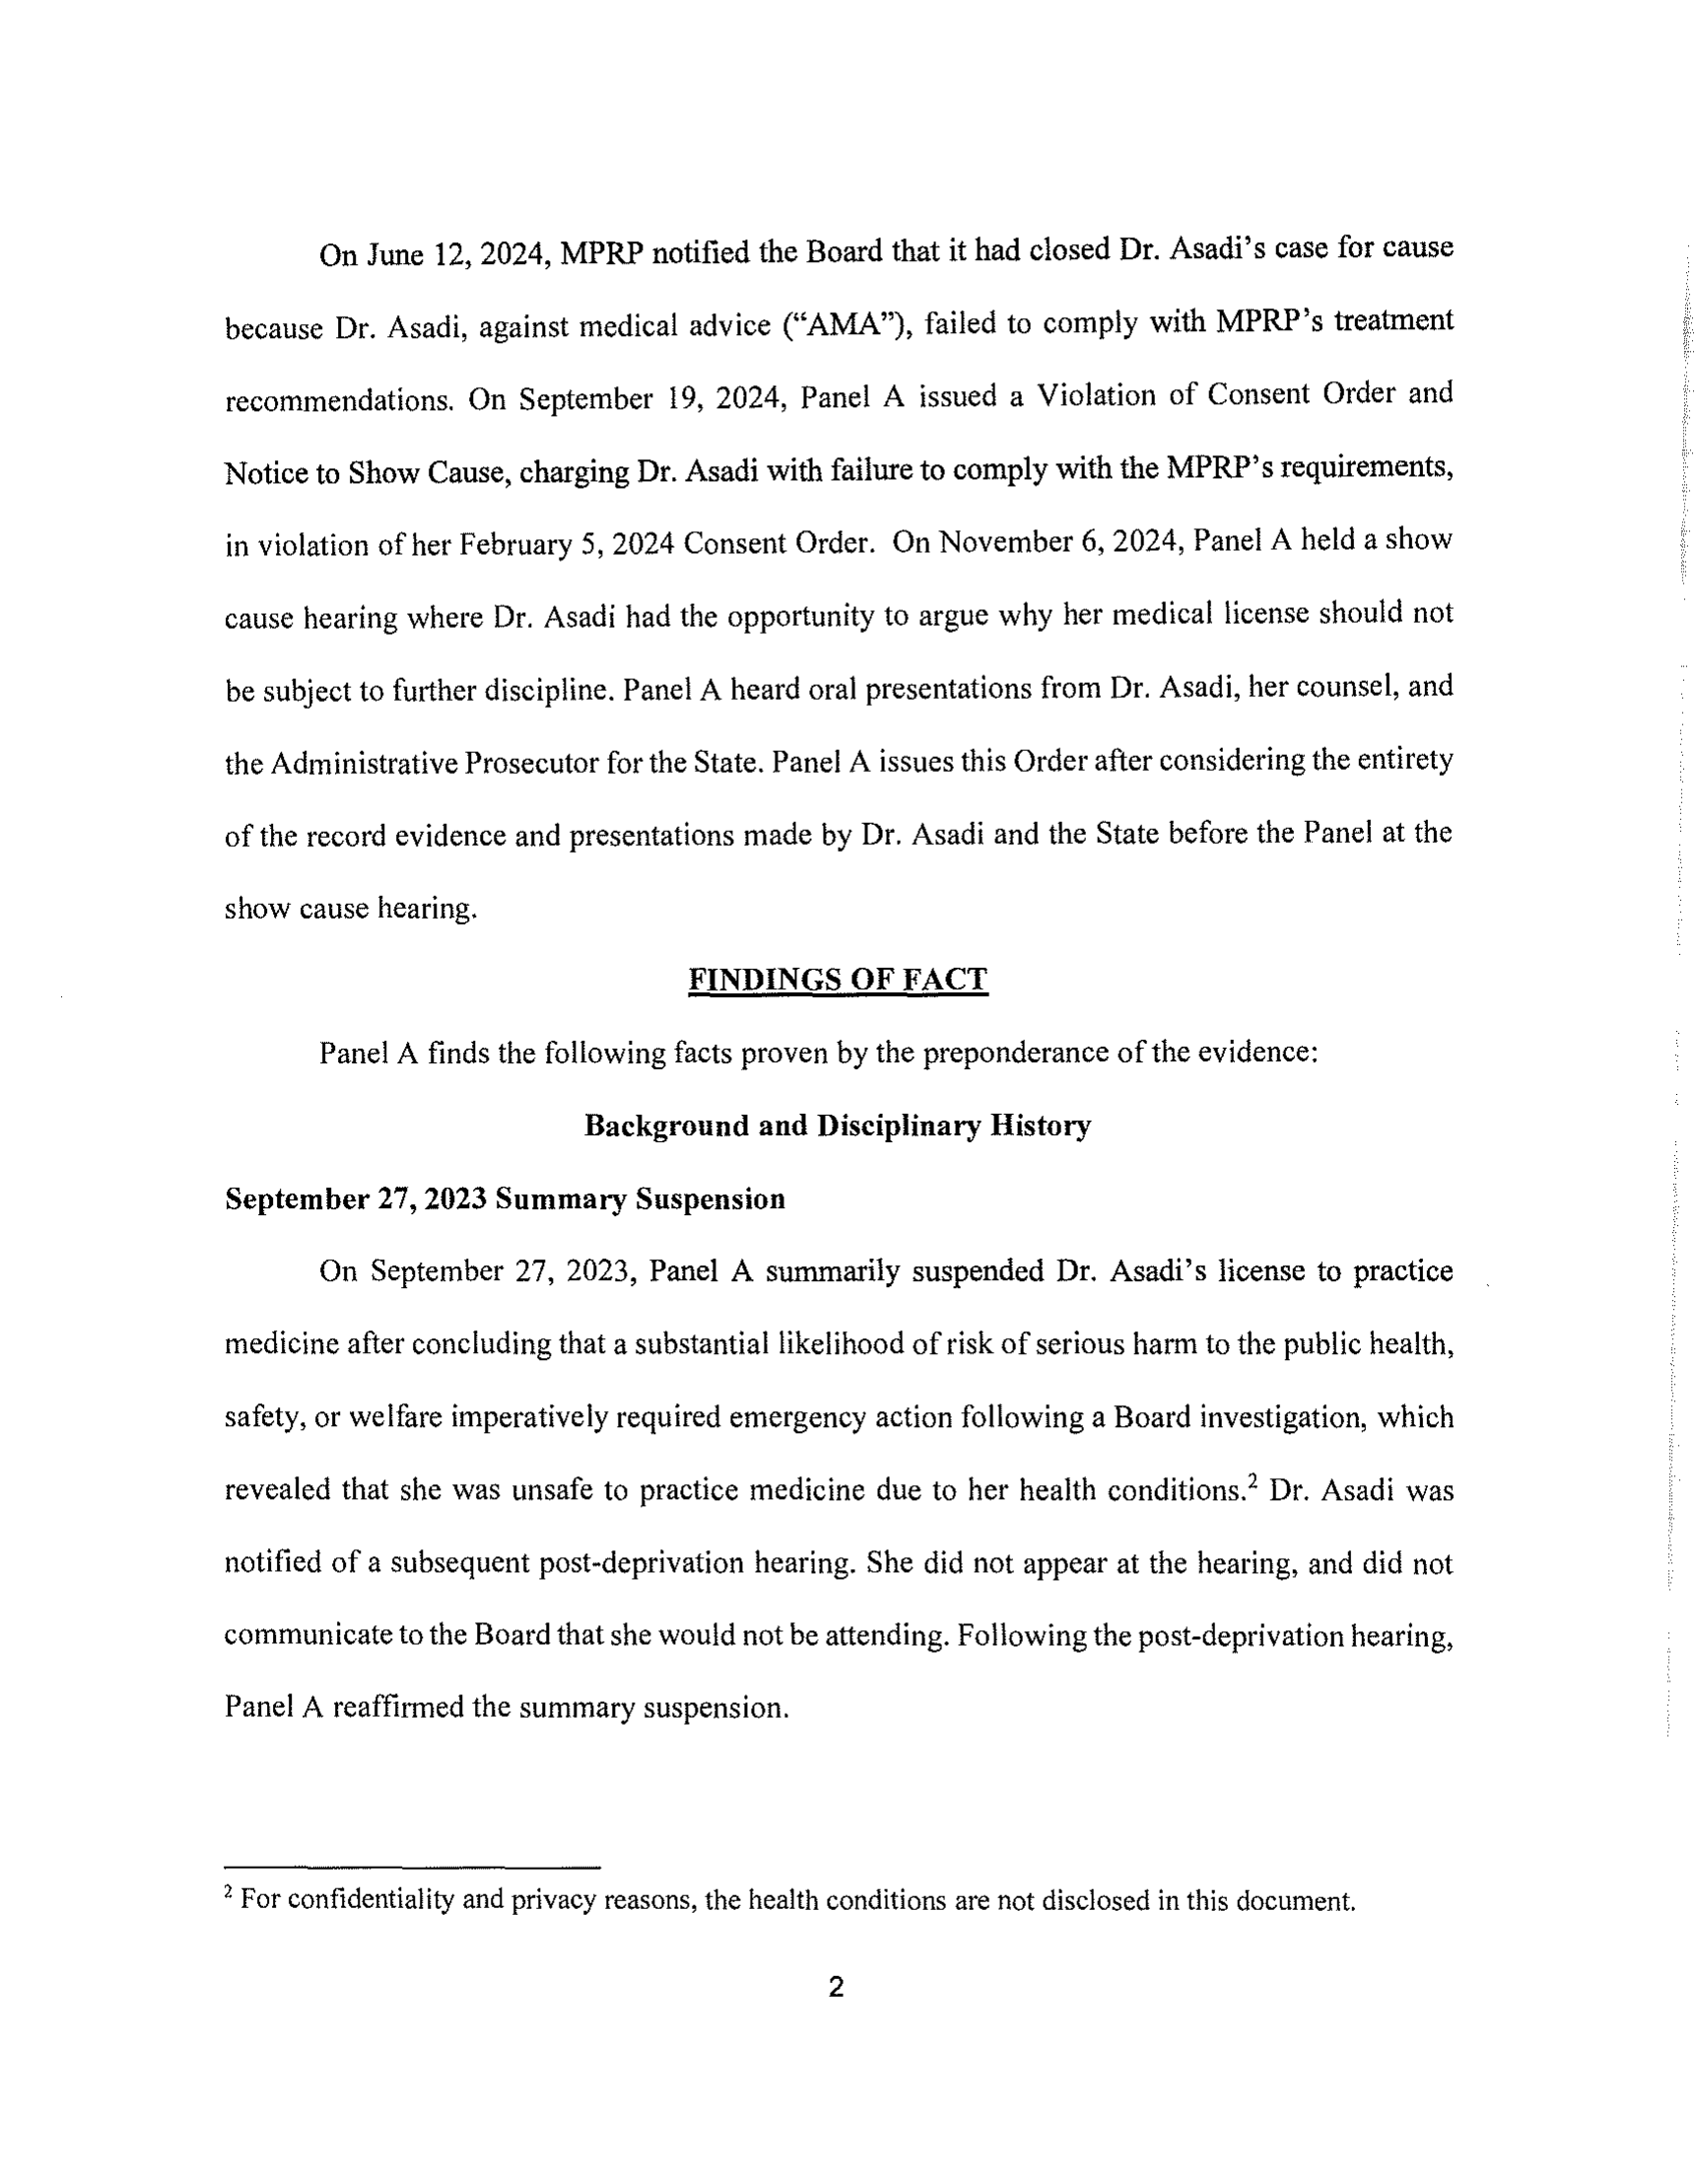 On June 12, 2024, MPRP notified the Board that it had closed Dr. Asadi's case for cause
because Dr. Asadi, against medical advice (“AMA”), failed to comply with MPRP's treatment
recommendations. On September 19, 2024, Panel A issued a Violation of Consent Order and
Notice to Show Cause, charging Dr. Asadi with failure to comply with the MPRP's requirements,
in violation of her February 5, 2024 Consent Order. On November 6, 2024, Panel A held a show
cause hearing where Dr. Asadi had the opportunity to argue why her medical license should not
be subject to further discipline. Panel A heard oral presentations from Dr. Asadi, her counsel, and
the Administrative Prosecutor for the State. Panel A issues this Order after considering the entirety
of the record evidence and presentations made by Dr. Asadi and the State before the Panel at the
show cause hearing.
FINDINGS OF FACT
Panel A finds the following facts proven by the preponderance of the evidence:
Background and Disciplinary History
September 27, 2023 Summary Suspension
On September 27, 2023, Panel A summarily suspended Dr. Asadi's license to practice
medicine after concluding that a substantial likelihood of risk of serious harm to the public health,
safety, or welfare imperatively required emergency action following a Board investigation, which
revealed that she was unsafe to practice medicine due to her health conditions.² Dr. Asadi was
notified of a subsequent post-deprivation hearing. She did not appear at the hearing, and did not
communicate to the Board that she would not be attending. Following the post-deprivation hearing,
Panel A reaffirmed the summary suspension.
² For confidentiality and privacy reasons, the health conditions are not disclosed in this document.
2